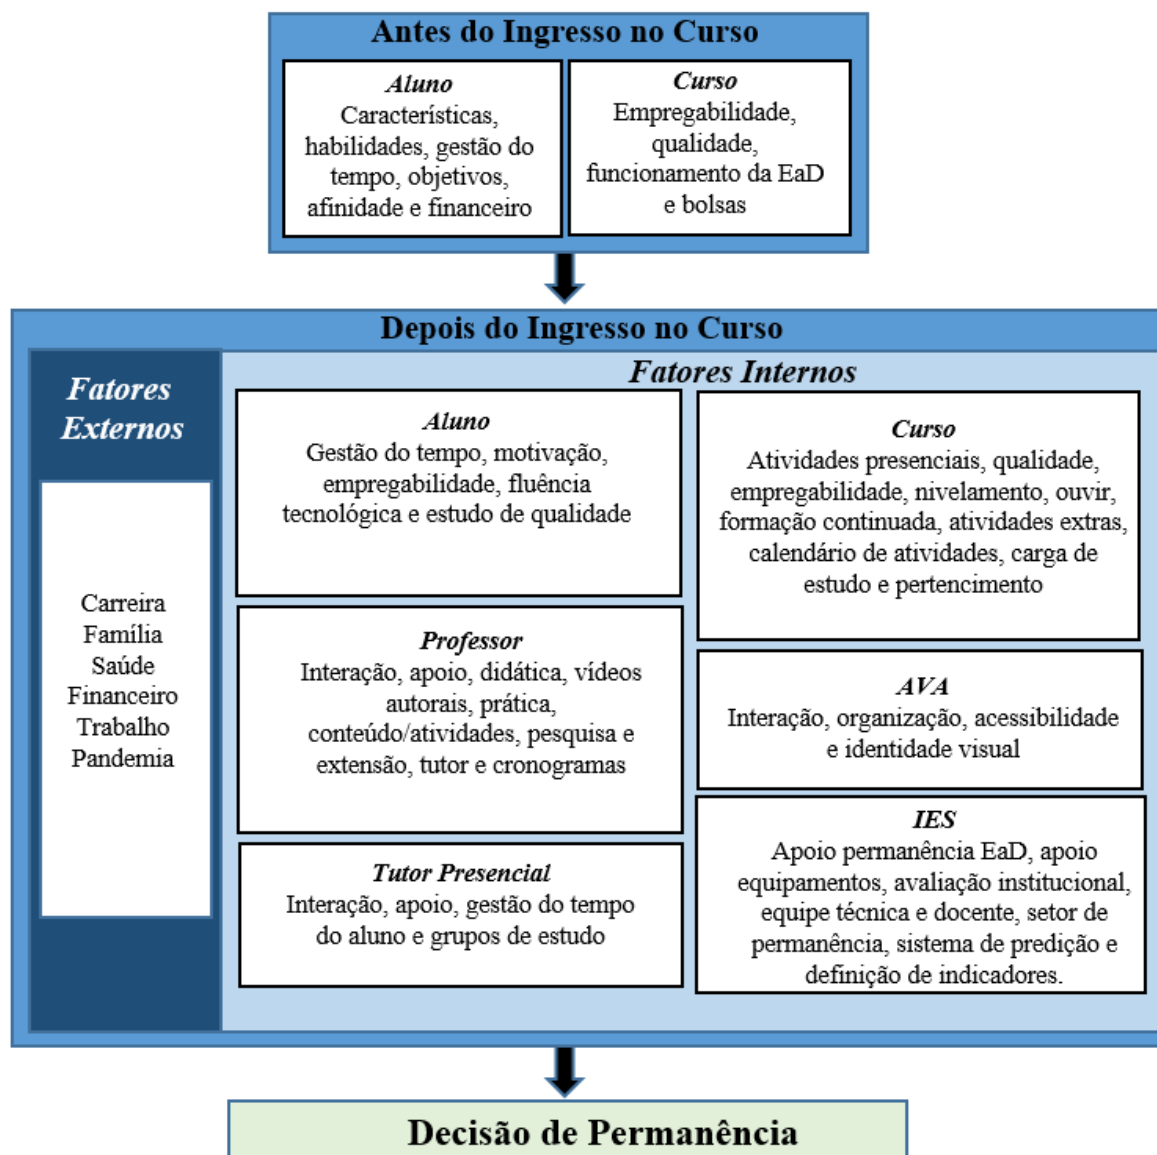 Antes do Ingresso no Curso
Aluno
Características,
habilidades, gestão do
tempo, objetivos,
afinidade e financeiro
Curso
Empregabilidade,
qualidade,
funcionamento da EaD
e bolsas
Depois do Ingresso no Curso
Fatores
Externos
Carreira
Família
Saúde
Financeiro
Trabalho
Pandemia
Fatores Internos
Aluno
Gestão do tempo, motivação,
empregabilidade, fluência
tecnológica e estudo de qualidade
Professor
Interação, apoio, didática, vídeos
autorais, prática,
conteúdo/atividades, pesquisa e
extensão, tutor e cronogramas
Tutor Presencial
Interação, apoio, gestão do tempo
do aluno e grupos de estudo
Curso
Atividades presenciais, qualidade,
empregabilidade, nivelamento, ouvir,
formação continuada, atividades extras,
calendário de atividades, carga de
estudo e pertencimento
AVA
Interação, organização, acessibilidade
e identidade visual
IES
Apoio permanência EaD, apoio
equipamentos, avaliação institucional,
equipe técnica e docente, setor de
permanência, sistema de predição e
definição de indicadores.
Decisão de Permanência